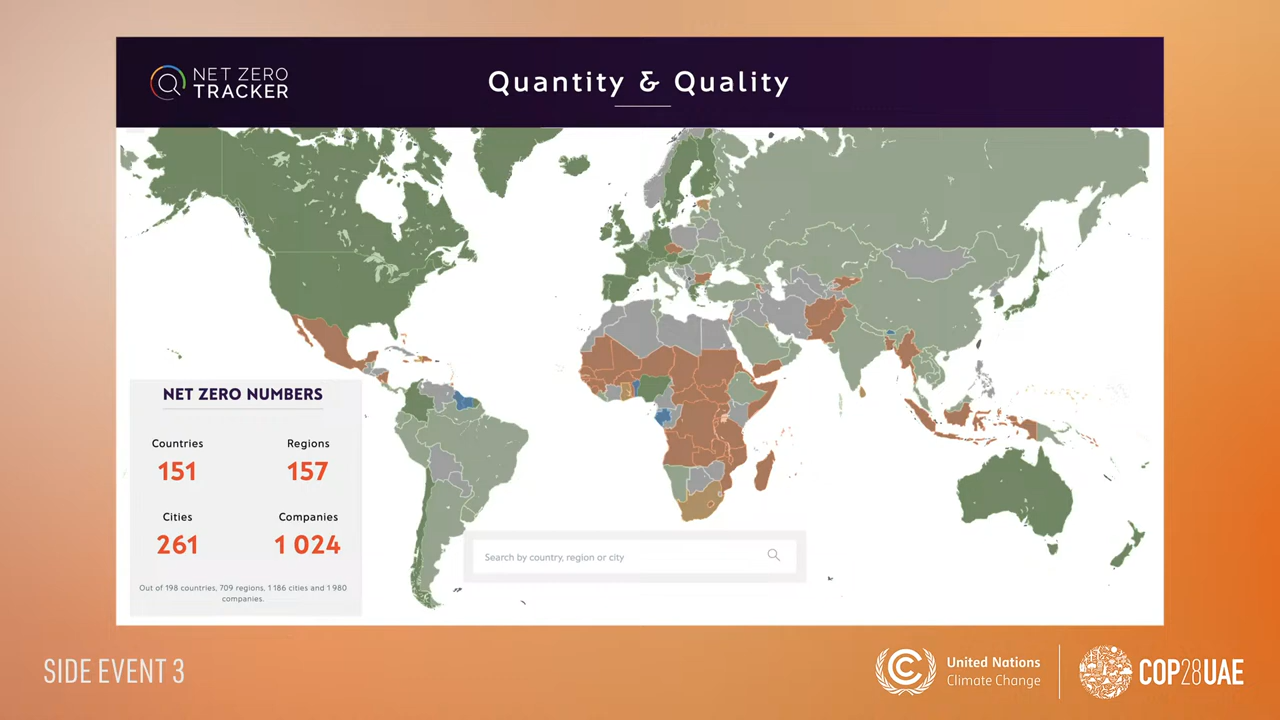 NET ZERO
TRACKER
Quantity & Quality
NET ZERO NUMBERS
Countries
Regions
151
157
Cities
Companies
261
1 024
Out of 198 countries, 709 regions, 1 186 cities and 1 980
companies.
Search by country, region or city
SIDE EVENT 3
United Nations
Climate Change
COP28UAE